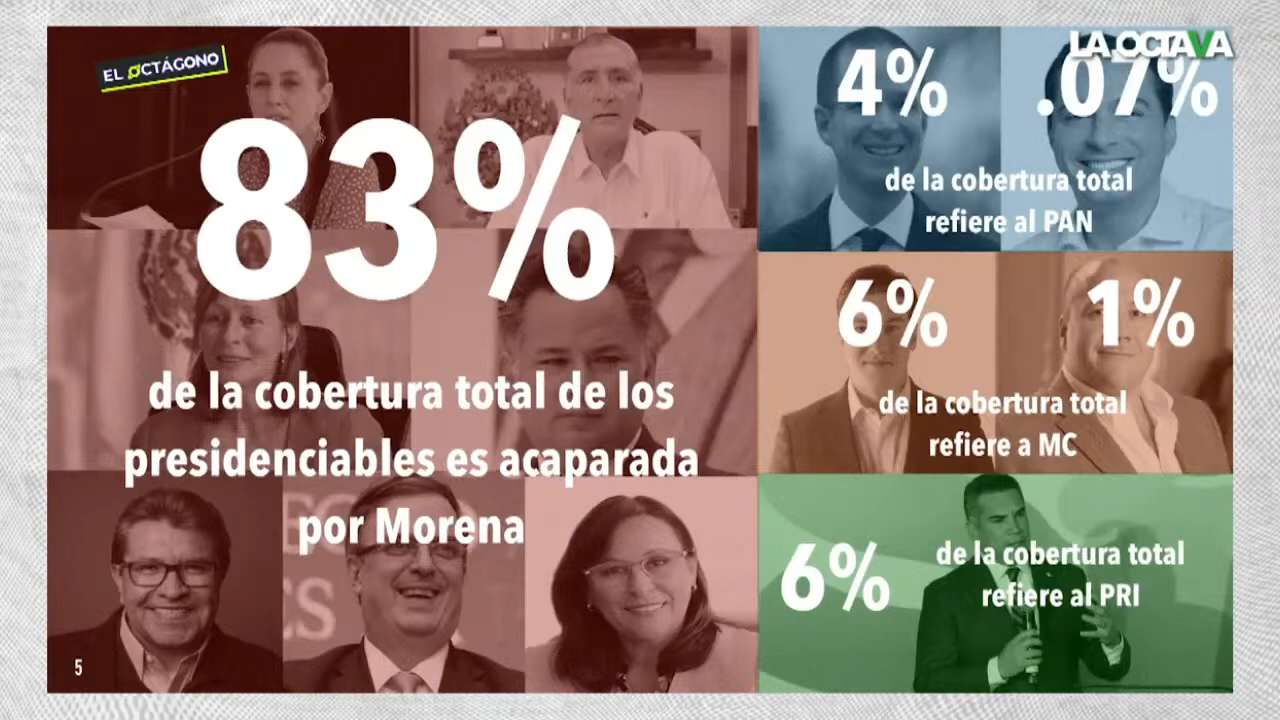 EL OCTÁGONO
LA OCTAVA
83%
de la cobertura total de los
presidenciables es acaparada
por Morena
4%
.07%
de la cobertura total
refiere al PAN
6%
1%
de la cobertura total
refiere a MC
6%
de la cobertura total
refiere al PRI
5